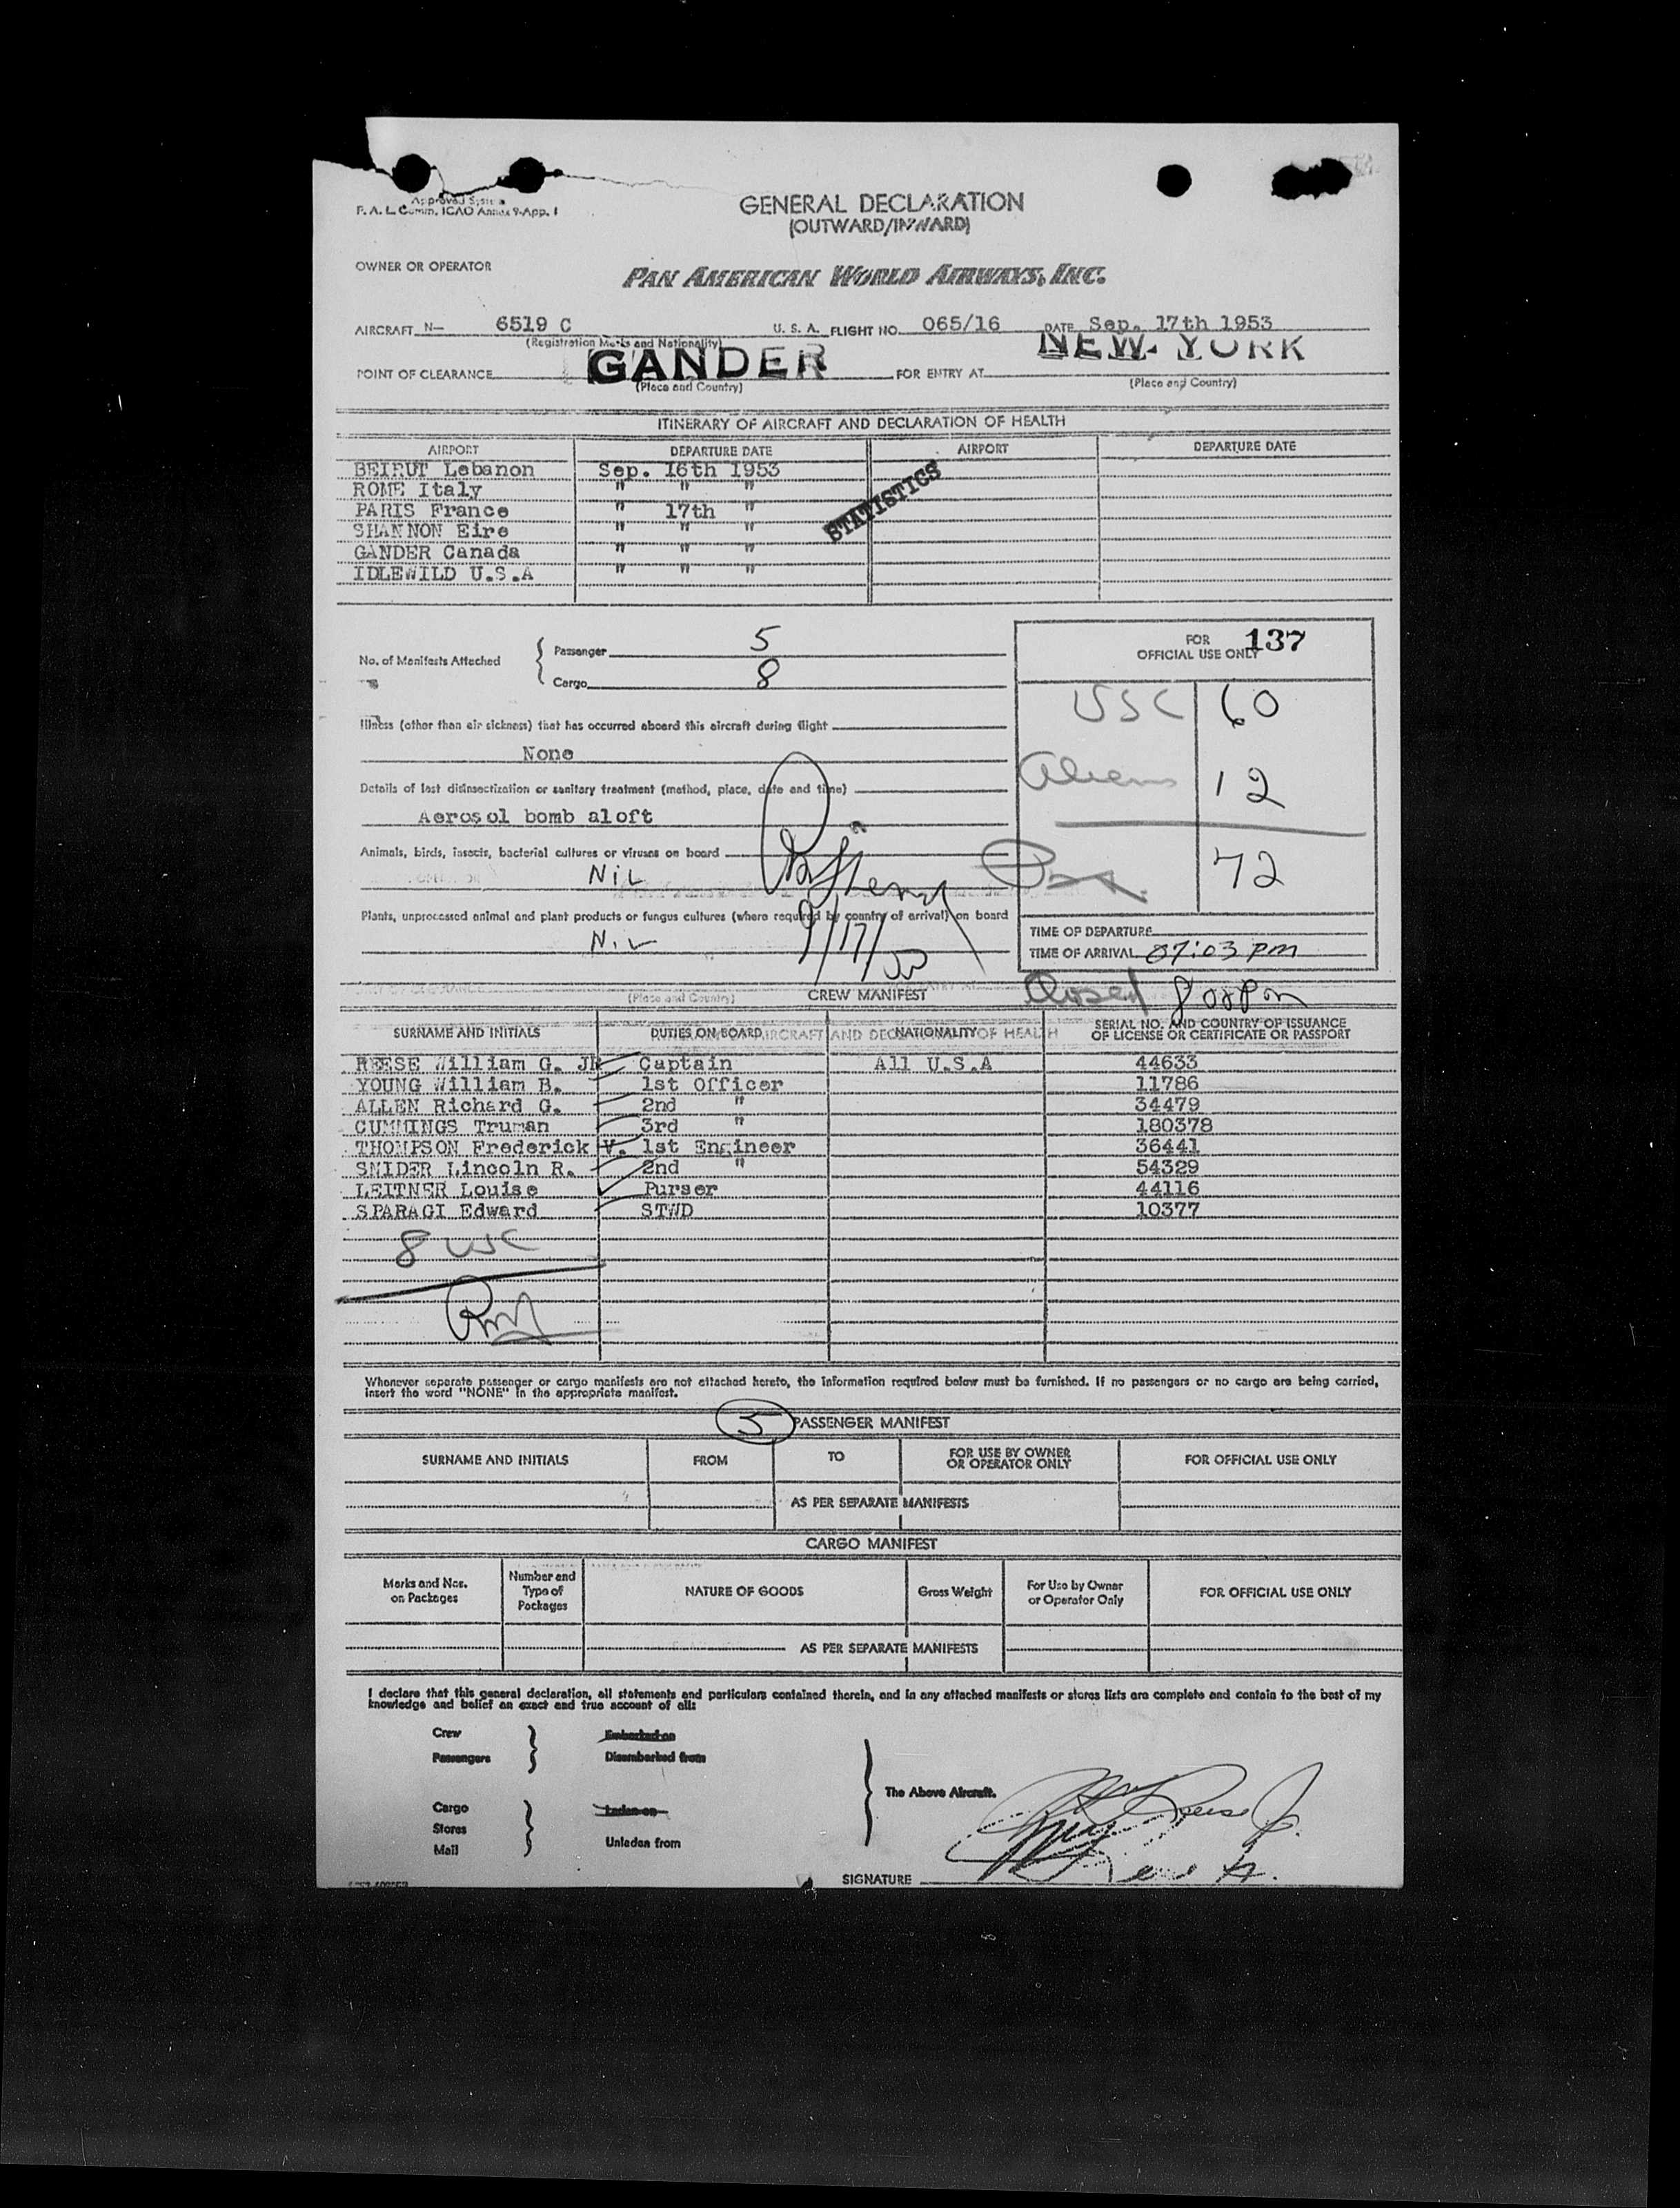 Approved System
F. A. L. Comm. ICAO Annex 9-App. 1
GENERAL DECLARATION
(OUTWARD/INWARD)
OWNER OR OPERATOR
PAN AMERICAN WORLD AIRWAYS, INC.
AIRCRAFT N— 6519 C U. S. A. FLIGHT NO. 065/16 DATE Sep. 17th 1953
(Registration Marks and Nationality)
POINT OF CLEARANCE GANDER FOR ENTRY AT NEW YORK
(Place and Country) (Place and Country)
ITINERARY OF AIRCRAFT AND DECLARATION OF HEALTH
AIRPORT DEPARTURE DATE AIRPORT DEPARTURE DATE
BEIRUT Lebanon Sep. 16th 1953
ROME Italy " " "
PARIS France " 17th "
SHANNON Eire " " "
GANDER Canada " " "
IDLEWILD U.S.A " " "
STATISTICS
No. of Manifests Attached { Passenger 5
Cargo 8
FOR OFFICIAL USE ONLY 137
USC 60
Aliens 12
72
Illness (other than air sickness) that has occurred aboard this aircraft during flight
None
Details of last disinsectization or sanitary treatment (method, place, date and time)
Aerosol bomb aloft
Animals, birds, insects, bacterial cultures or viruses on board
NiL
Plants, unprocessed animal and plant products or fungus cultures (where required by country of arrival) on board
NiL
9/17/53
TIME OF DEPARTURE
TIME OF ARRIVAL 07:03 pm
Closed 800pm
(Place and Country) CREW MANIFEST
AIRCRAFT AND DECLARATION OF HEALTH
SURNAME AND INITIALS DUTIES ON BOARD NATIONALITY SERIAL NO. AND COUNTRY OF ISSUANCE
OF LICENSE OR CERTIFICATE OR PASSPORT
REESE William G. JR Captain All U.S.A 44633
YOUNG William B. 1st Officer 11786
ALLEN Richard G. 2nd " 34479
CUMMINGS Truman 3rd " 180378
THOMPSON Frederick V. 1st Engineer 36441
SNIDER Lincoln R. 2nd " 54329
LEITNER Louise Purser 44116
SPARAGI Edward STWD 10377
8 USC
Whenever separate passenger or cargo manifests are not attached hereto, the information required below must be furnished. If no passengers or no cargo are being carried,
insert the word "NONE" in the appropriate manifest.
5 PASSENGER MANIFEST
SURNAME AND INITIALS FROM TO FOR USE BY OWNER OR OPERATOR ONLY FOR OFFICIAL USE ONLY
AS PER SEPARATE MANIFESTS
CARGO MANIFEST
Marks and Nos. on Packages Number and Type of Packages NATURE OF GOODS Gross Weight For Use by Owner or Operator Only FOR OFFICIAL USE ONLY
AS PER SEPARATE MANIFESTS
I declare that this general declaration, all statements and particulars contained therein, and in any attached manifests or stores lists are complete and contain to the best of my
knowledge and belief an exact and true account of all:
Crew Embarked on
Passengers Disembarked from
The Above Aircraft.
Cargo Laden on
Stores
Mail Unladen from
SIGNATURE